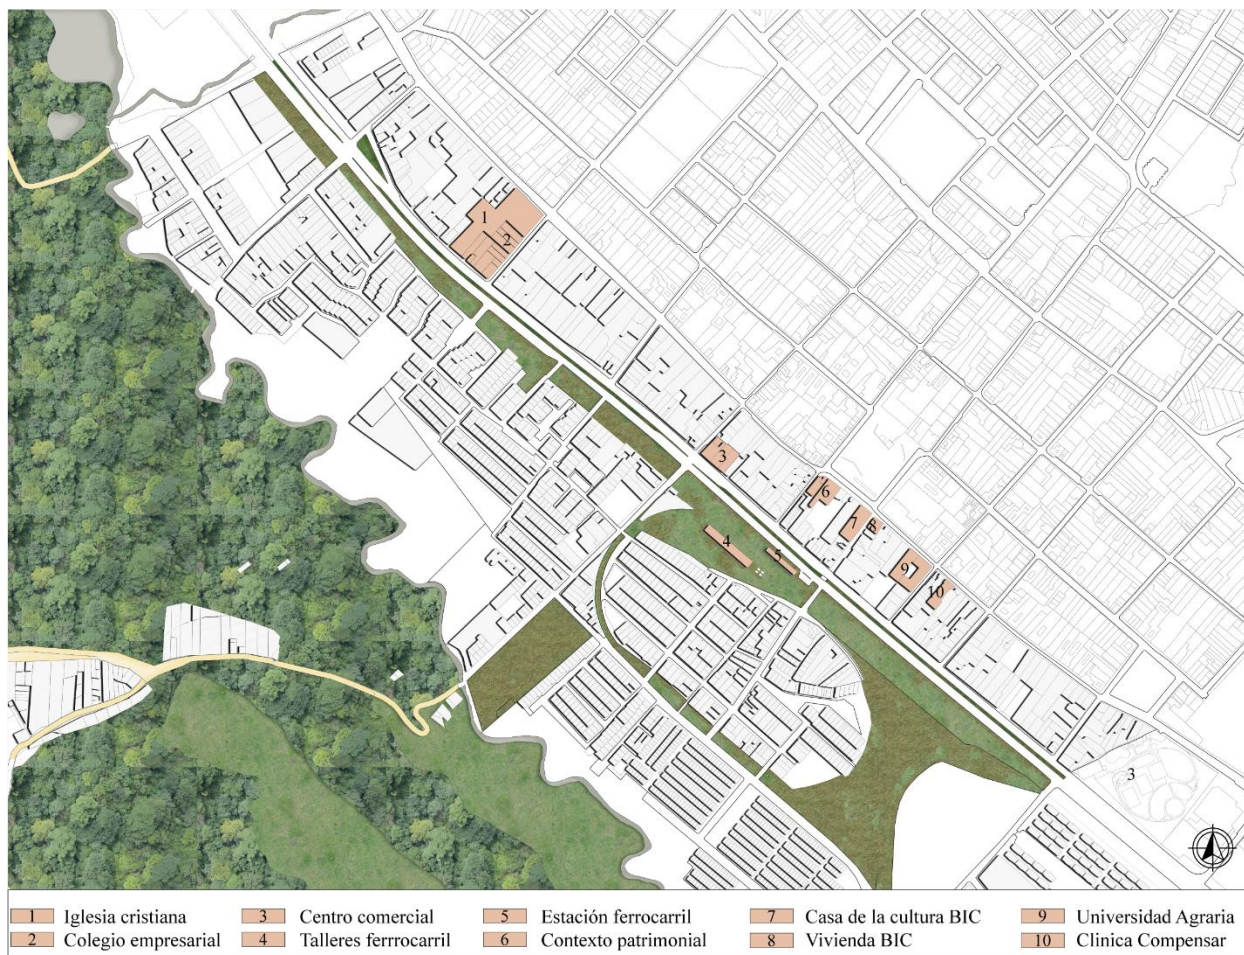 1
2
3
6
7
8
4
5
9
10
3
1 Iglesia cristiana
3 Centro comercial
5 Estación ferrocarril
7 Casa de la cultura BIC
9 Universidad Agraria
2 Colegio empresarial
4 Talleres ferrrocarril
6 Contexto patrimonial
8 Vivienda BIC
10 Clinica Compensar